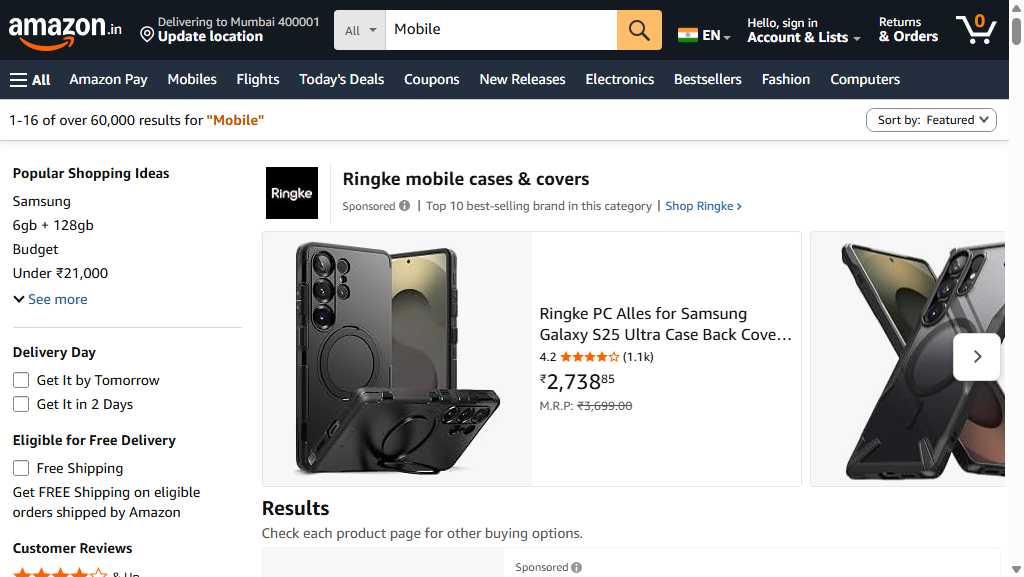 amazon.in
Delivering to Mumbai 400001
Update location
All
Mobile
EN
Hello, sign in
Account & Lists
Returns
& Orders
0
All
Amazon Pay
Mobiles
Flights
Today's Deals
Coupons
New Releases
Electronics
Bestsellers
Fashion
Computers
1-16 of over 60,000 results for "Mobile"
Sort by: Featured
Popular Shopping Ideas
Samsung
6gb + 128gb
Budget
Under ₹21,000
See more
Delivery Day
Get It by Tomorrow
Get It in 2 Days
Eligible for Free Delivery
Free Shipping
Get FREE Shipping on eligible
orders shipped by Amazon
Customer Reviews
& Up
Ringke
Ringke mobile cases & covers
Sponsored | Top 10 best-selling brand in this category | Shop Ringke
Ringke PC Alles for Samsung
Galaxy S25 Ultra Case Back Cove...
4.2 (1.1k)
₹2,73885
M.R.P: ₹3,699.00
Results
Check each product page for other buying options.
Sponsored